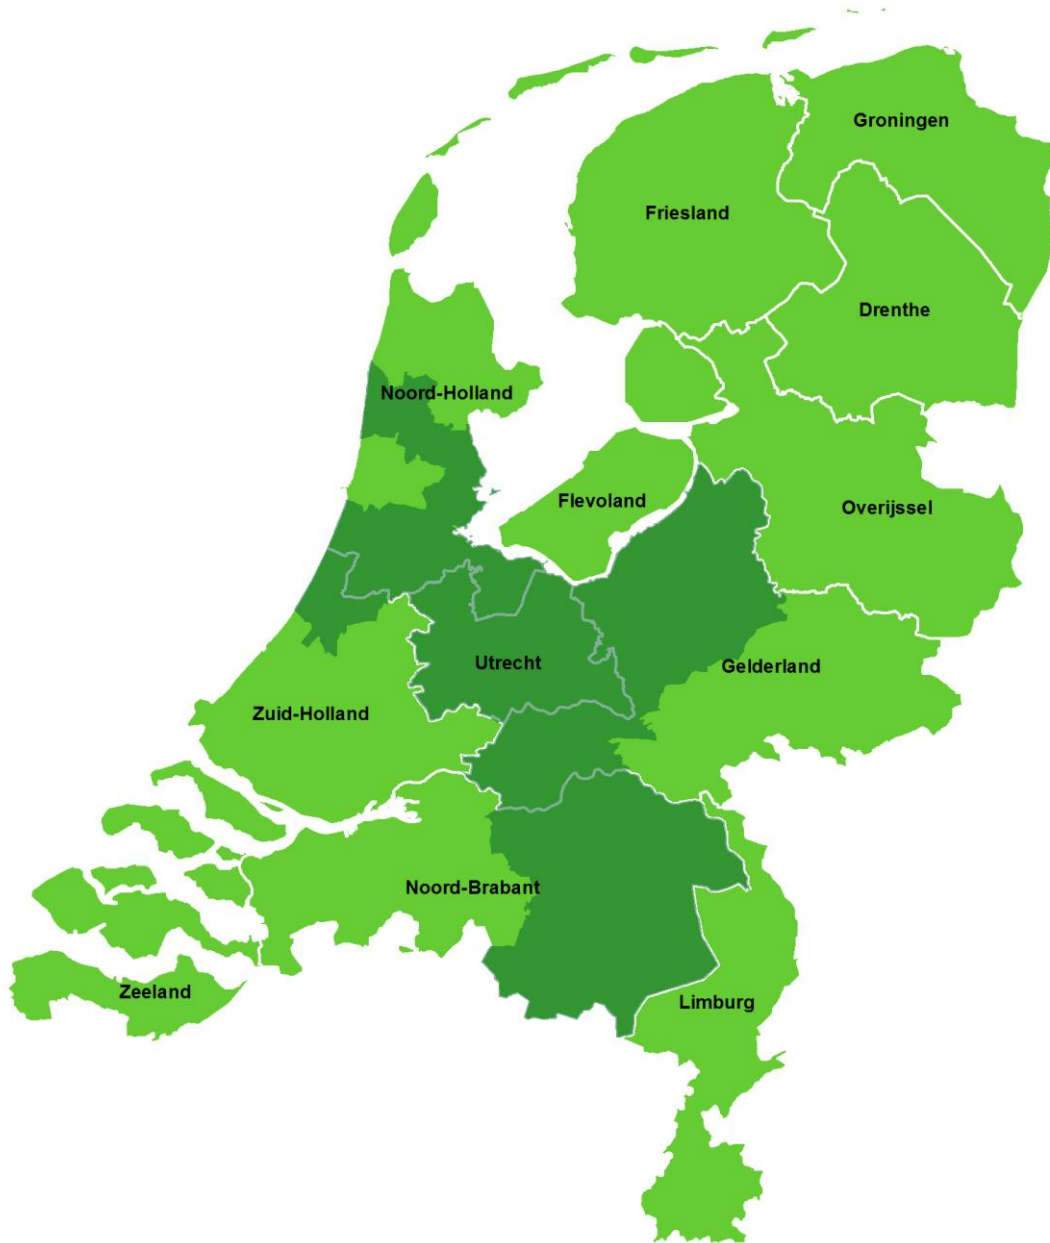 Groningen
Friesland
Drenthe
Noord-Holland
Flevoland
Overijssel
Utrecht
Gelderland
Zuid-Holland
Noord-Brabant
Zeeland
Limburg